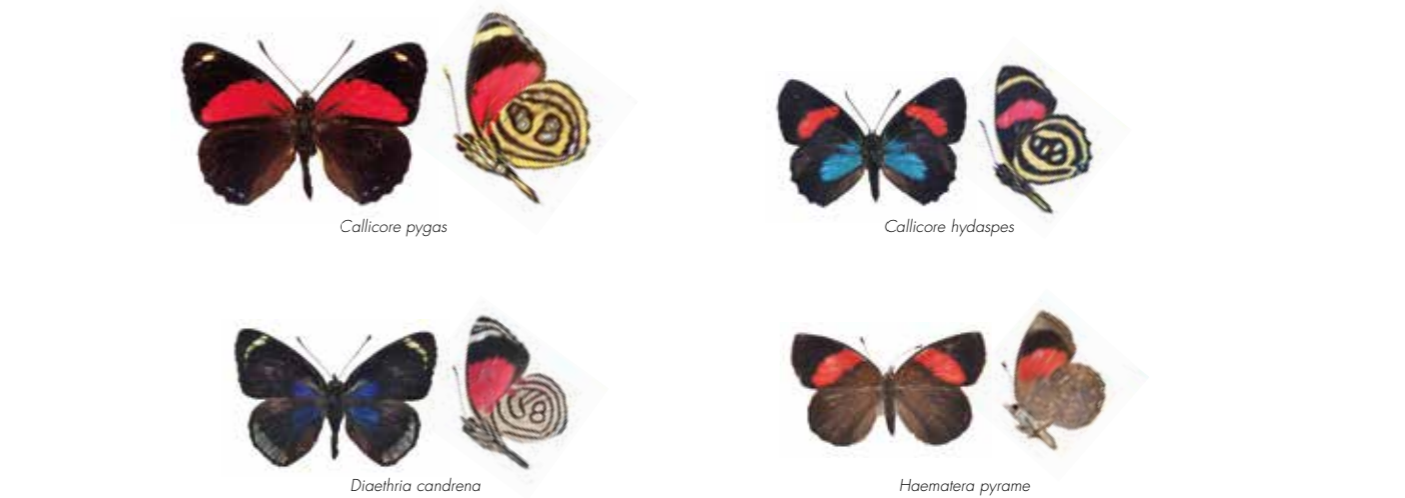 Callicore pygas
Callicore hydaspes
Diaethria candrena
Haematera pyrame